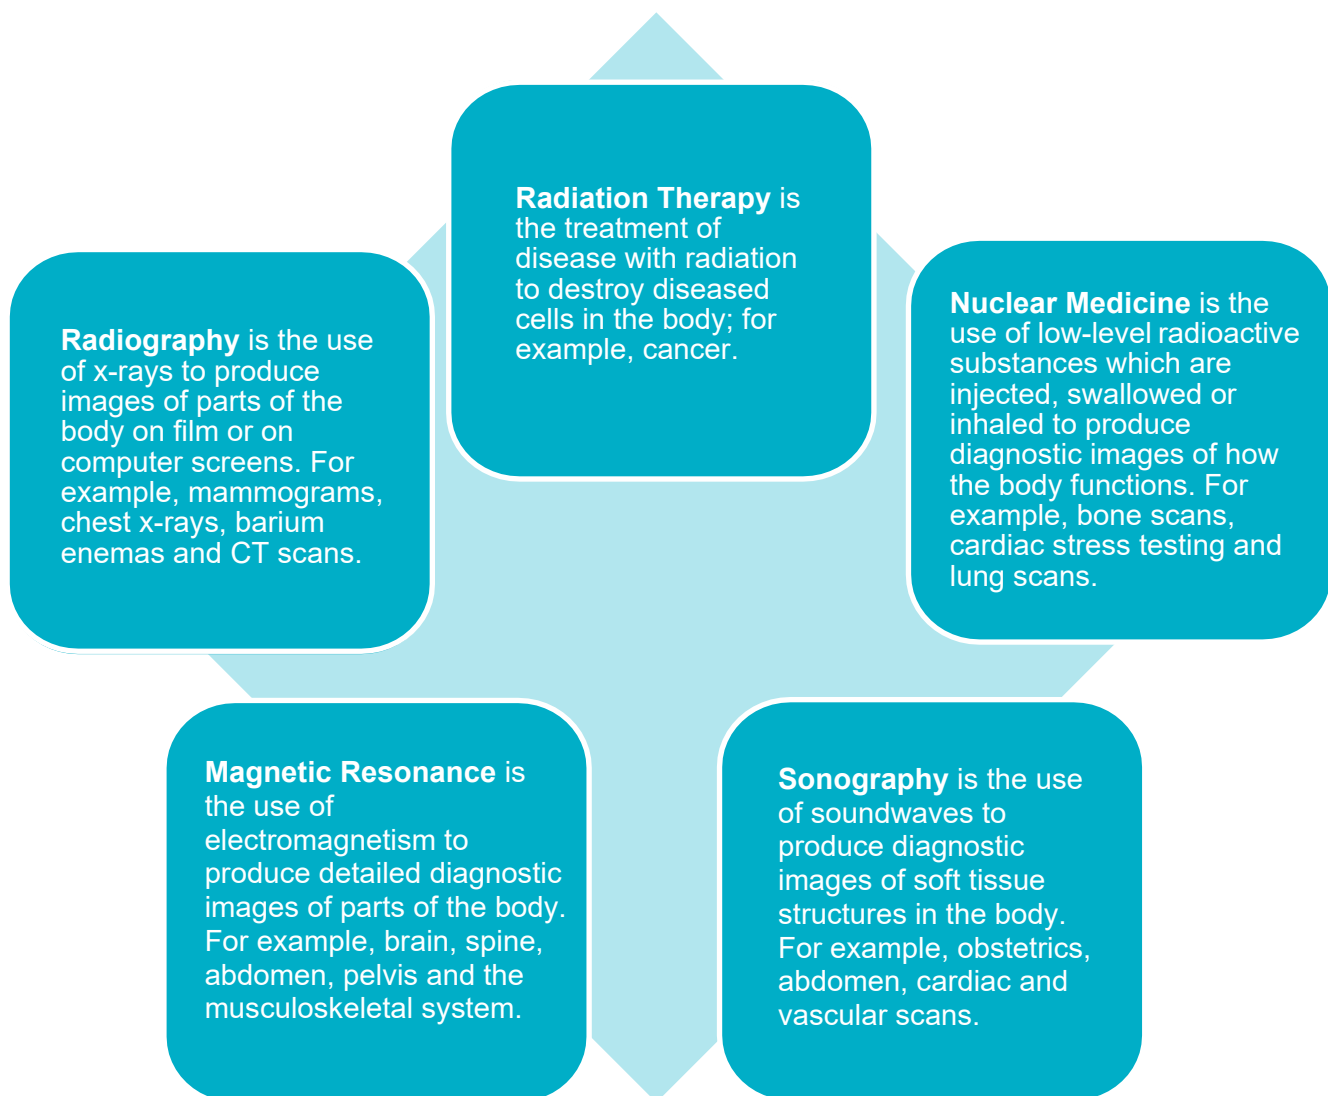 Radiation Therapy is
the treatment of
disease with radiation
to destroy diseased
cells in the body; for
example, cancer.
Radiography is the use
of x-rays to produce
images of parts of the
body on film or on
computer screens. For
example, mammograms,
chest x-rays, barium
enemas and CT scans.
Nuclear Medicine is the
use of low-level radioactive
substances which are
injected, swallowed or
inhaled to produce
diagnostic images of how
the body functions. For
example, bone scans,
cardiac stress testing and
lung scans.
Magnetic Resonance is
the use of
electromagnetism to
produce detailed diagnostic
images of parts of the body.
For example, brain, spine,
abdomen, pelvis and the
musculoskeletal system.
Sonography is the use
of soundwaves to
produce diagnostic
images of soft tissue
structures in the body.
For example, obstetrics,
abdomen, cardiac and
vascular scans.